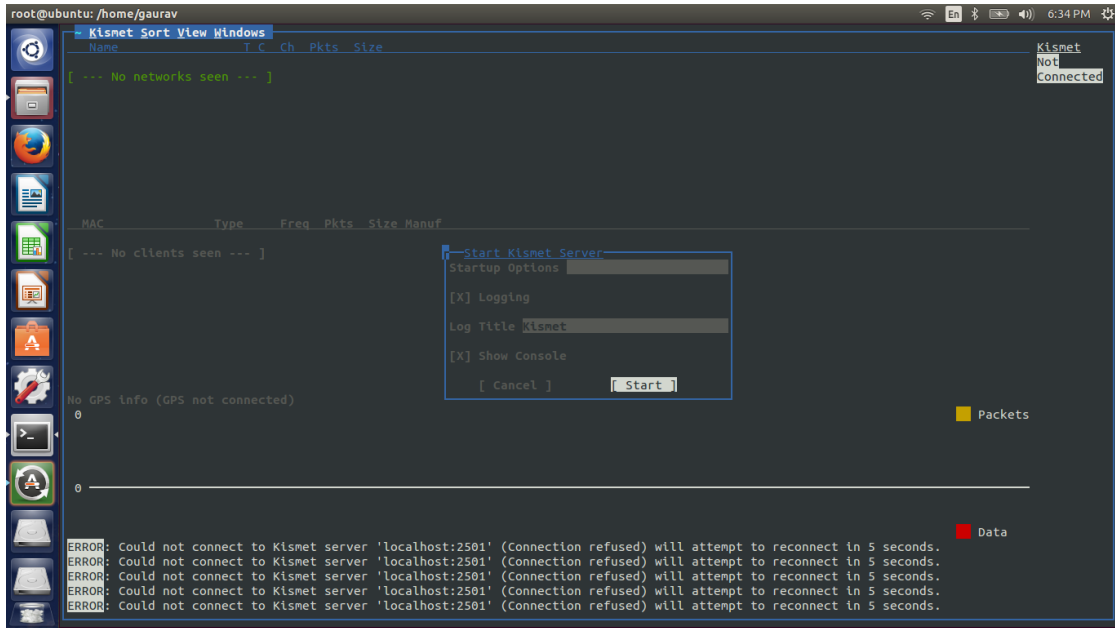 root@ubuntu: /home/gaurav
En
6:34 PM
~ Kismet Sort View Windows
Name T C Ch Pkts Size
Kismet
Not
Connected
[ --- No networks seen --- ]
MAC Type Freq Pkts Size Manuf
[ --- No clients seen --- ]
Start Kismet Server
Startup Options
[X] Logging
Log Title Kismet
[X] Show Console
[ Cancel ] [ Start ]
No GPS info (GPS not connected)
0
Packets
0
Data
ERROR: Could not connect to Kismet server 'localhost:2501' (Connection refused) will attempt to reconnect in 5 seconds.
ERROR: Could not connect to Kismet server 'localhost:2501' (Connection refused) will attempt to reconnect in 5 seconds.
ERROR: Could not connect to Kismet server 'localhost:2501' (Connection refused) will attempt to reconnect in 5 seconds.
ERROR: Could not connect to Kismet server 'localhost:2501' (Connection refused) will attempt to reconnect in 5 seconds.
ERROR: Could not connect to Kismet server 'localhost:2501' (Connection refused) will attempt to reconnect in 5 seconds.